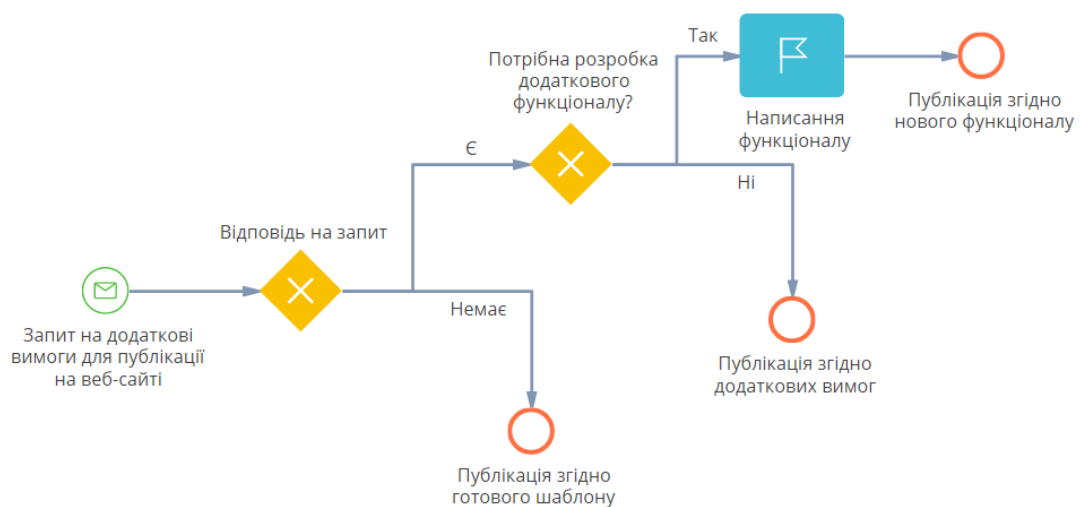 Так
Потрібна розробка
додаткового
функціоналу?
Публікація згідно
нового функціоналу
Написання
функціоналу
Є
Ні
Відповідь на запит
Немає
Запит на додаткові
вимоги для публікації
на веб-сайті
Публікація згідно
додаткових вимог
Публікація згідно
готового шаблону